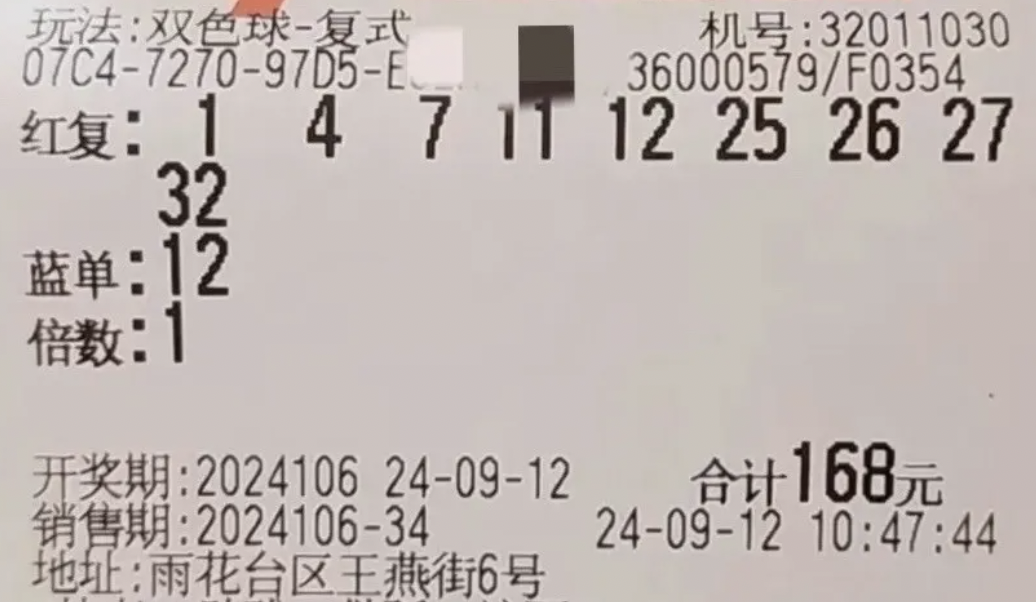 玩法:双色球-复式 机号:32011030
07C4-7270-97D5- 36000579/F0354
红复: 1 4 7 11 12 25 26 27
32
蓝单:12
倍数:1
开奖期:2024106 24-09-12 合计168元
销售期:2024106-34 24-09-12 10:47:44
地址:雨花台区王燕街6号